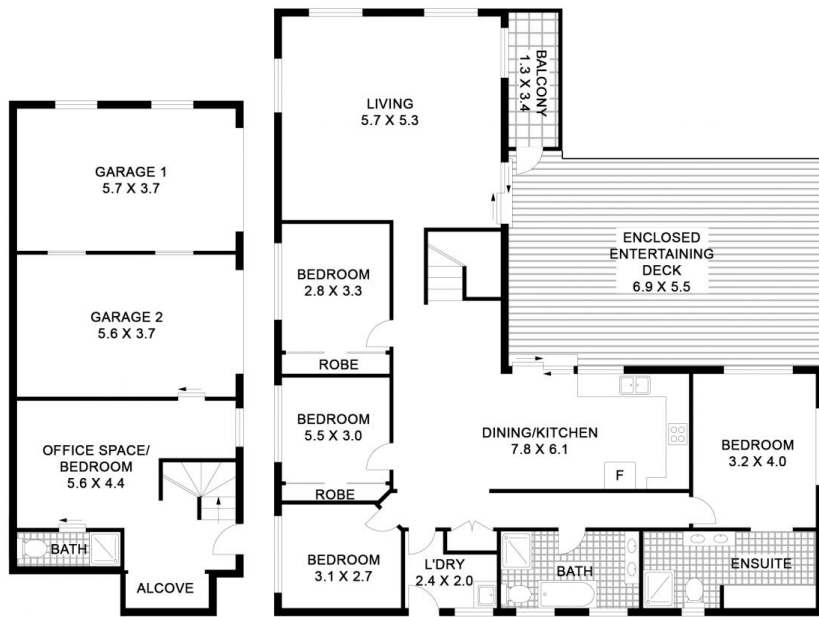 GARAGE 1
5.7 X 3.7
GARAGE 2
5.6 X 3.7
OFFICE SPACE/
BEDROOM
5.6 X 4.4
BATH
ALCOVE
LIVING
5.7 X 5.3
BALCONY
1.3 X 3.4
ENCLOSED
ENTERTAINING
DECK
6.9 X 5.5
BEDROOM
2.8 X 3.3
ROBE
BEDROOM
5.5 X 3.0
ROBE
DINING/KITCHEN
7.8 X 6.1
F
BEDROOM
3.2 X 4.0
BEDROOM
3.1 X 2.7
L'DRY
2.4 X 2.0
BATH
ENSUITE